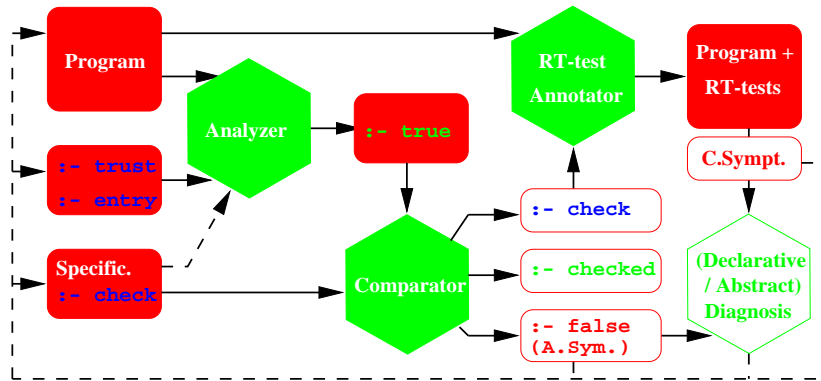 Program
:- trust
:- entry
Specific.
:- check
Analyzer
:- true
Comparator
RT-test
Annotator
:- check
:- checked
:- false
(A.Sym.)
Program +
RT-tests
C.Sympt.
(Declarative
/ Abstract)
Diagnosis